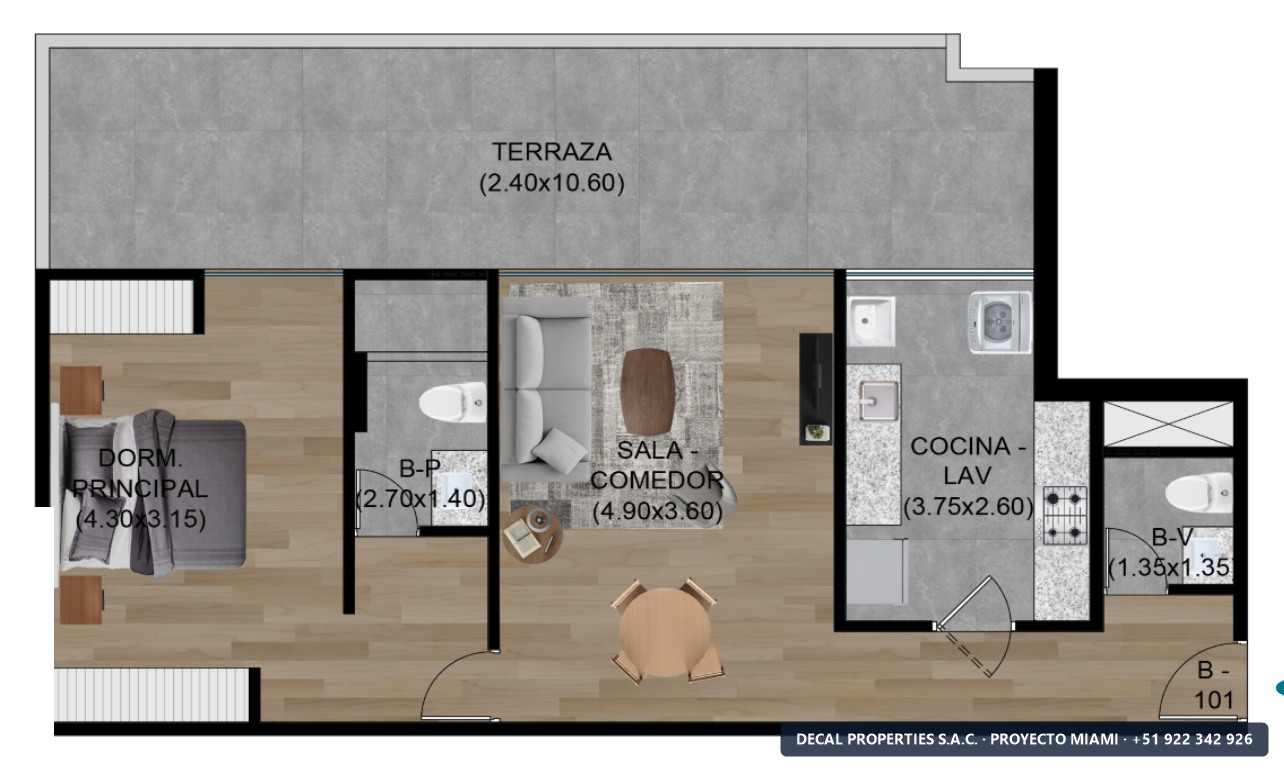 TERRAZA
(2.40x10.60)
DORM.
PRINCIPAL
(4.30x3.15)
B-P
(2.70x1.40)
SALA -
COMEDOR
(4.90x3.60)
COCINA -
LAV
(3.75x2.60)
B-V
(1.35x1.35)
B -
101
DECAL PROPERTIES S.A.C. · PROYECTO MIAMI · +51 922 342 926